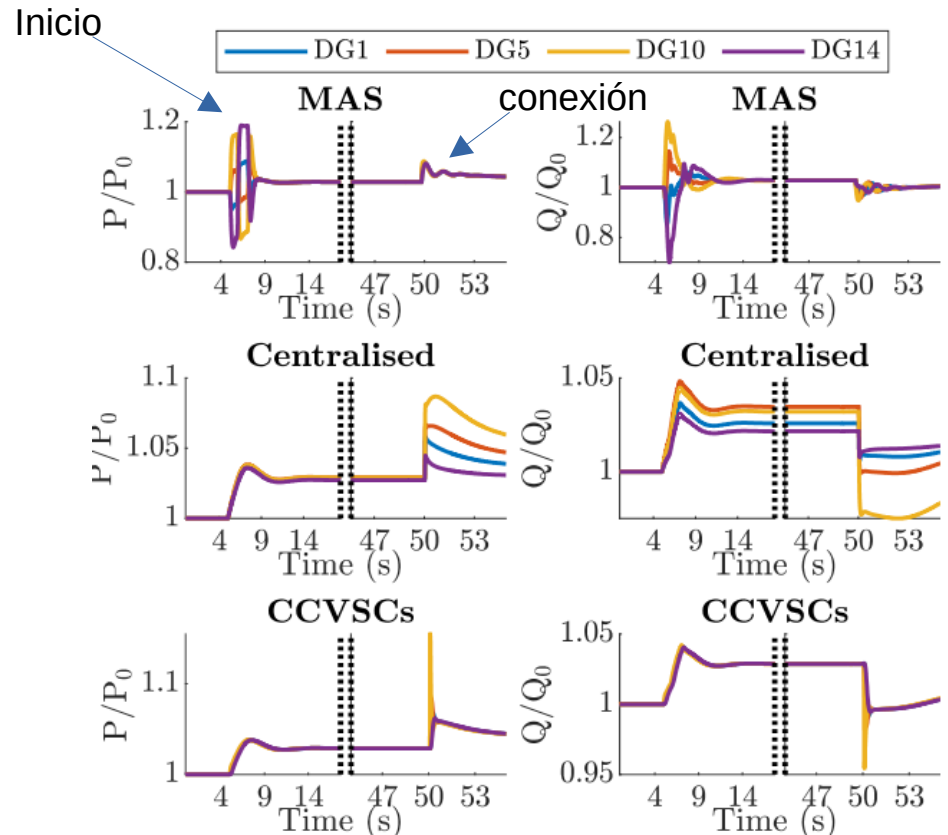 Inicio
DG1 DG5 DG10 DG14
MAS
conexión
P/P0
1.2
1
0.8
4 9 14 47 50 53
Time (s)
MAS
Q/Q0
1.2
1
0.8
4 9 14 47 50 53
Time (s)
Centralised
P/P0
1.1
1.05
1
4 9 14 47 50 53
Time (s)
Centralised
Q/Q0
1.05
1
4 9 14 47 50 53
Time (s)
CCVSCs
P/P0
1.1
1
4 9 14 47 50 53
Time (s)
CCVSCs
Q/Q0
1.05
1
0.95
4 9 14 47 50 53
Time (s)